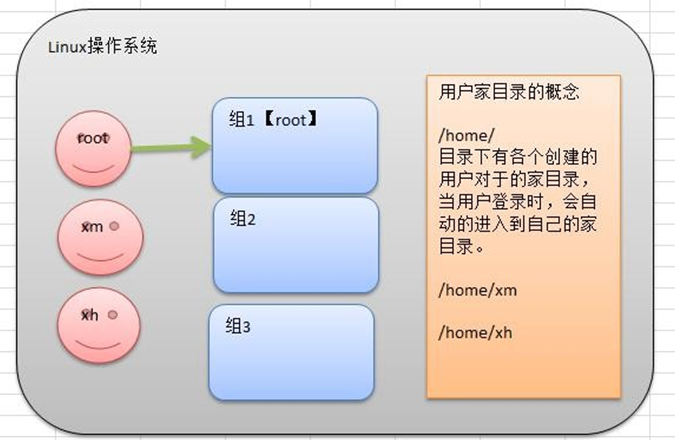 Linux操作系统
root
xm
xh
组1【root】
组2
组3
用户家目录的概念
/home/
目录下有各个创建的
用户对于的家目录，
当用户登录时，会自
动的进入到自己的家
目录。
/home/xm
/home/xh